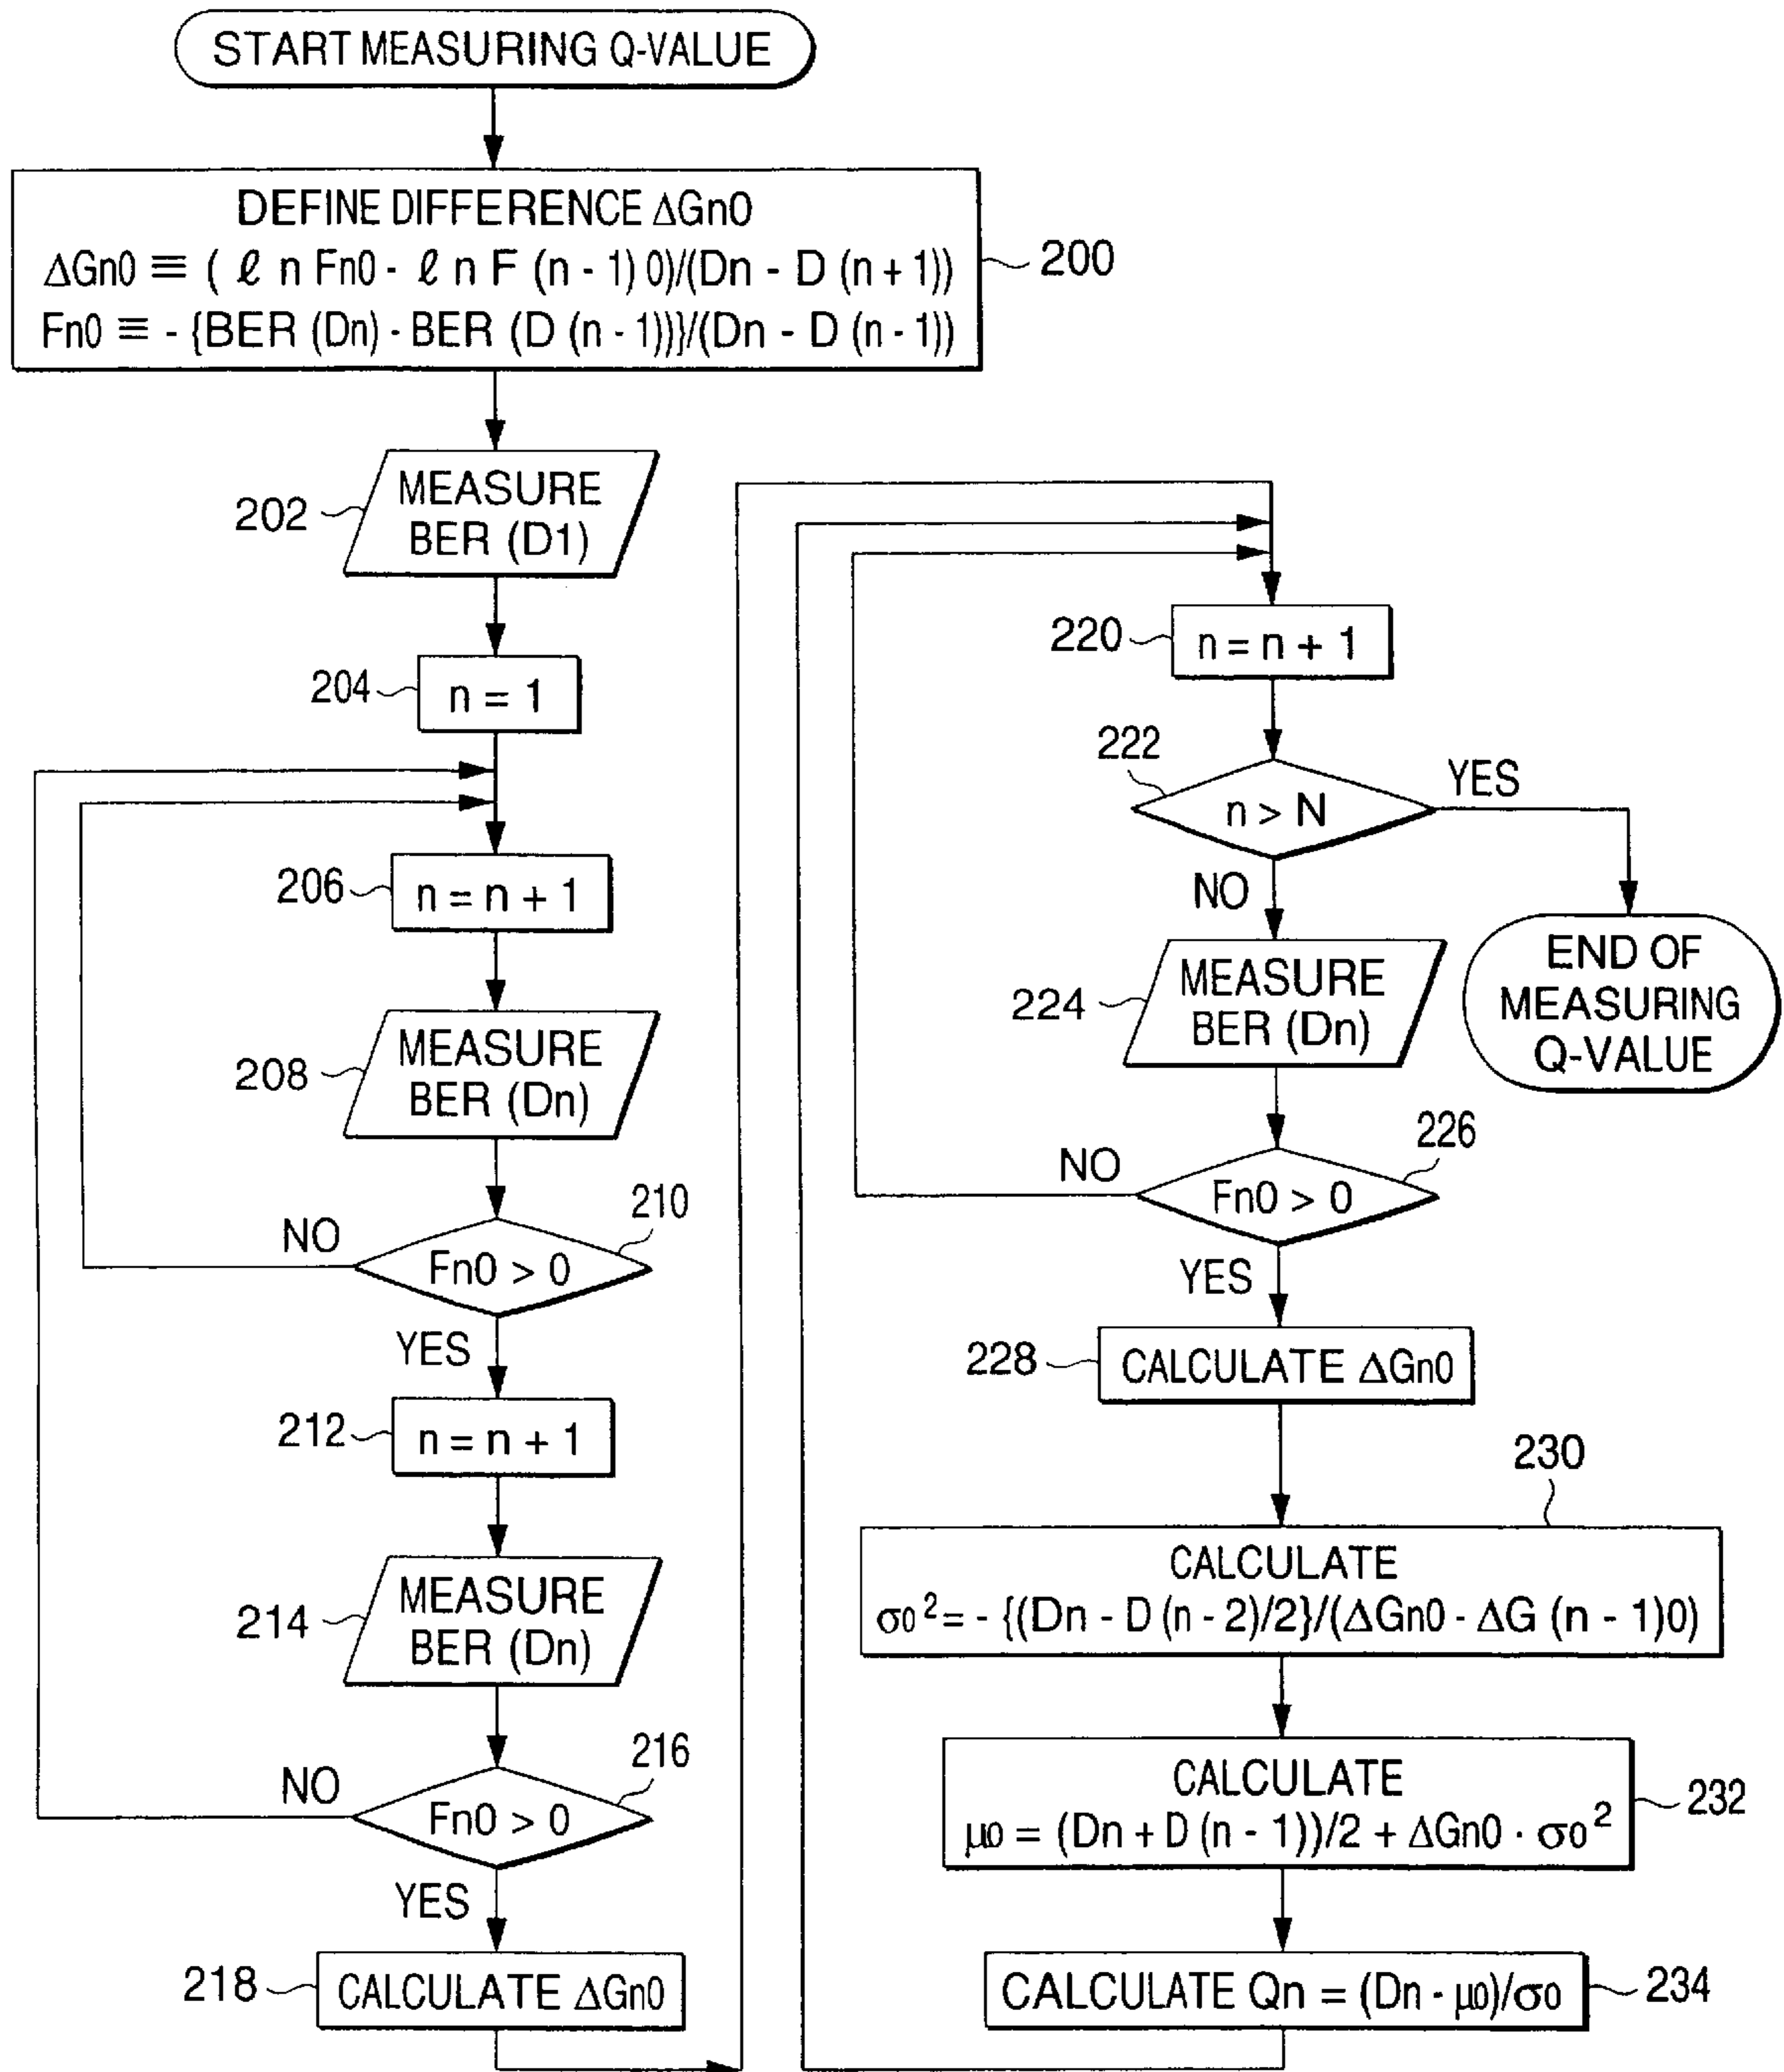 START MEASURING Q-VALUE
DEFINE DIFFERENCE ΔGn0
ΔGn0 ≡ ( ℓ n Fn0 - ℓ n F (n - 1) 0)/(Dn - D (n + 1))
Fn0 ≡ - {BER (Dn) - BER (D (n - 1))}/(Dn - D (n - 1))
200
202
MEASURE
BER (D1)
204
n = 1
206
n = n + 1
208
MEASURE
BER (Dn)
210
NO
Fn0 > 0
YES
212
n = n + 1
214
MEASURE
BER (Dn)
216
NO
Fn0 > 0
YES
218
CALCULATE ΔGn0
220
n = n + 1
222
YES
n > N
NO
END OF
MEASURING
Q-VALUE
224
MEASURE
BER (Dn)
226
NO
Fn0 > 0
YES
228
CALCULATE ΔGn0
230
CALCULATE
σ0² = - {(Dn - D (n - 2)/2}/(ΔGn0 - ΔG (n - 1)0)
CALCULATE
μ0 = (Dn + D (n - 1))/2 + ΔGn0 · σ0²
232
CALCULATE Qn = (Dn - μ0)/σ0
234